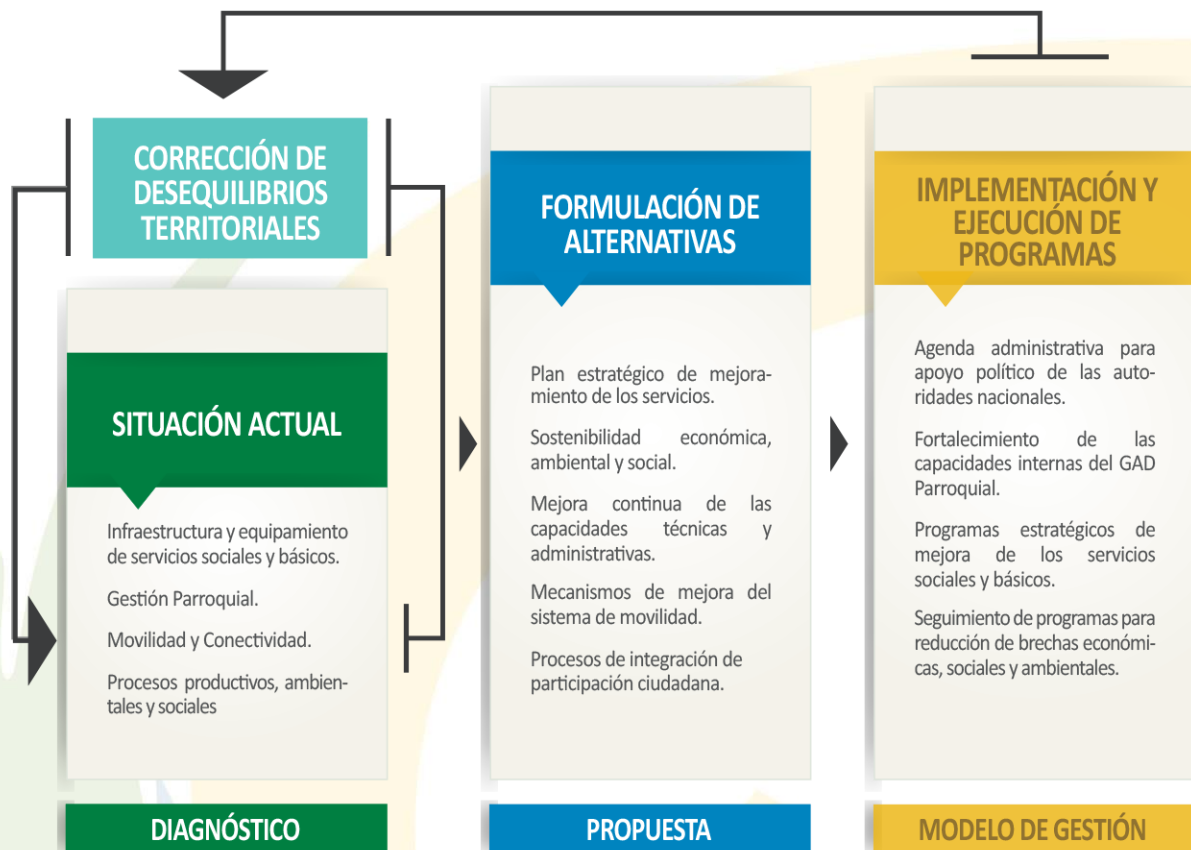 CORRECCIÓN DE
DESEQUILIBRIOS
TERRITORIALES
SITUACIÓN ACTUAL
Infraestructura y equipamiento
de servicios sociales y básicos.
Gestión Parroquial.
Movilidad y Conectividad.
Procesos productivos, ambien-
tales y sociales
DIAGNÓSTICO
FORMULACIÓN DE
ALTERNATIVAS
Plan estratégico de mejora-
miento de los servicios.
Sostenibilidad económica,
ambiental y social.
Mejora continua de las
capacidades técnicas y
administrativas.
Mecanismos de mejora del
sistema de movilidad.
Procesos de integración de
participación ciudadana.
PROPUESTA
IMPLEMENTACIÓN Y
EJECUCIÓN DE
PROGRAMAS
Agenda administrativa para
apoyo político de las auto-
ridades nacionales.
Fortalecimiento de las
capacidades internas del GAD
Parroquial.
Programas estratégicos de
mejora de los servicios
sociales y básicos.
Seguimiento de programas para
reducción de brechas económi-
cas, sociales y ambientales.
MODELO DE GESTIÓN